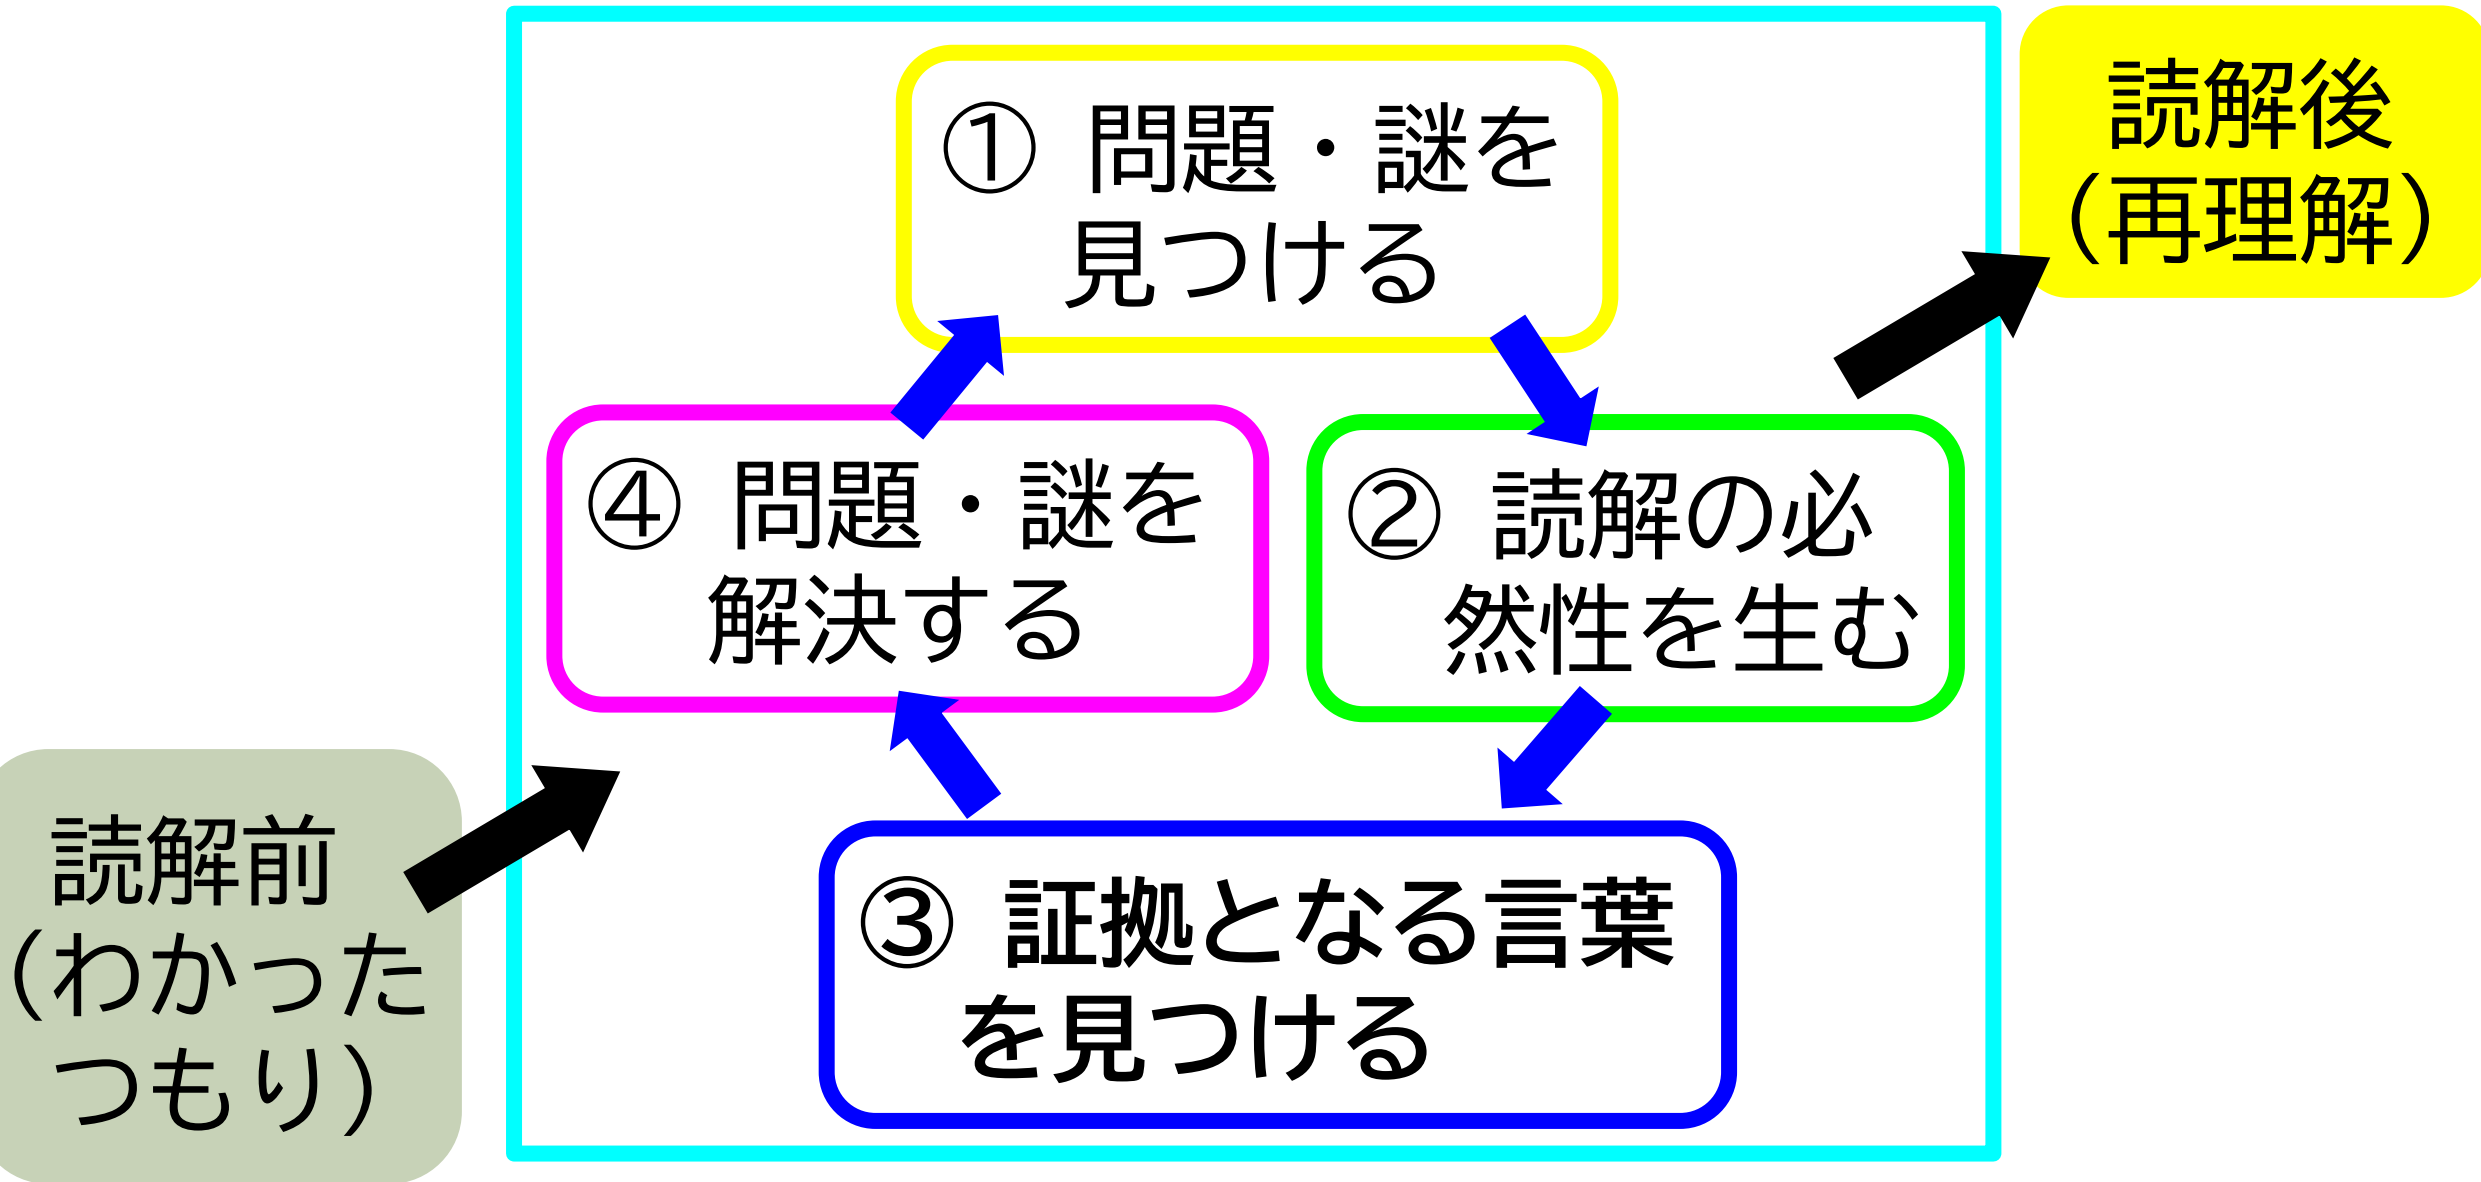 ① 問題・謎を
見つける
② 読解の必
然性を生む
③ 証拠となる言葉
を見つける
④ 問題・謎を
解決する
読解前
(わかった
つもり)
読解後
(再理解)